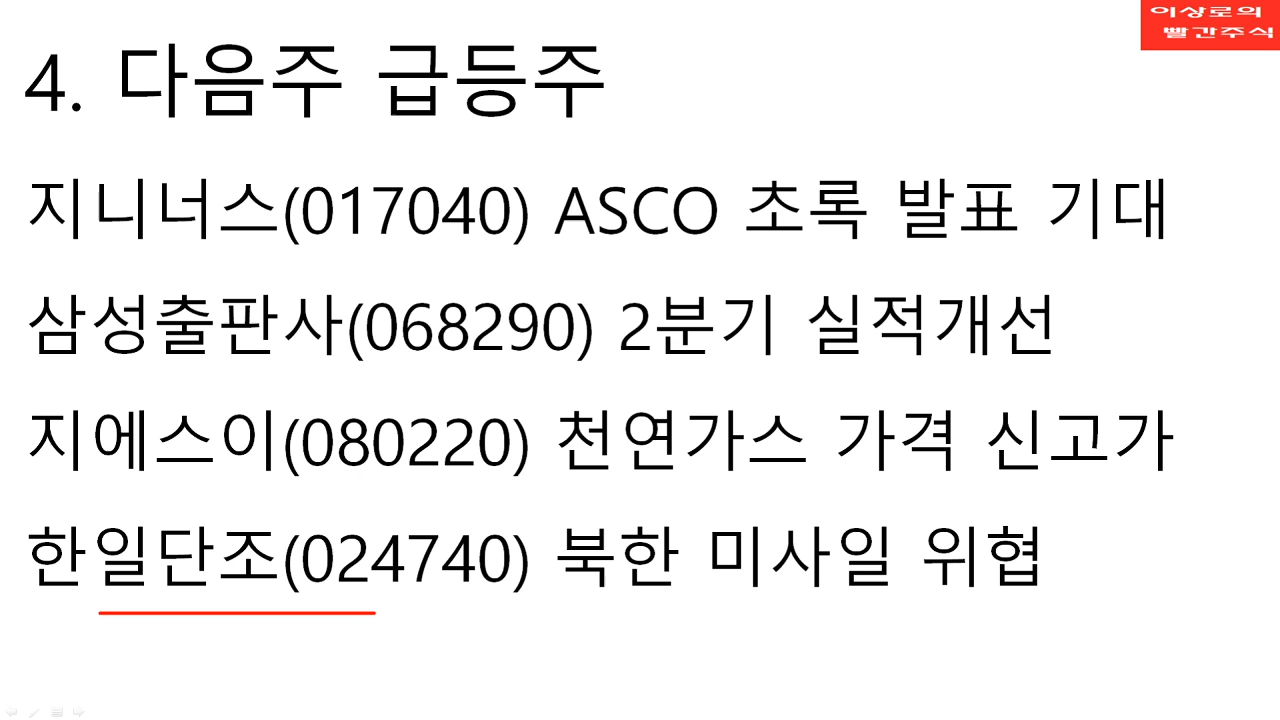 이상로의
빨간주식
4. 다음주 급등주
지니너스(017040) ASCO 초록 발표 기대
삼성출판사(068290) 2분기 실적개선
지에스이(080220) 천연가스 가격 신고가
한일단조(024740) 북한 미사일 위협